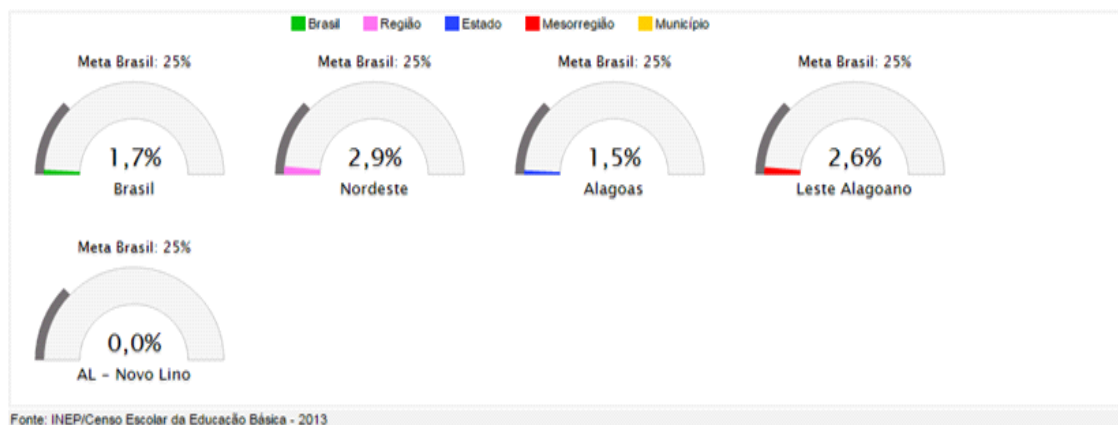 Brasil Região Estado Mesorregião Município
Meta Brasil: 25% Meta Brasil: 25% Meta Brasil: 25% Meta Brasil: 25%
1,7% 2,9% 1,5% 2,6%
Brasil Nordeste Alagoas Leste Alagoano
Meta Brasil: 25%
0,0%
AL – Novo Lino
Fonte: INEP/Censo Escolar da Educação Básica - 2013